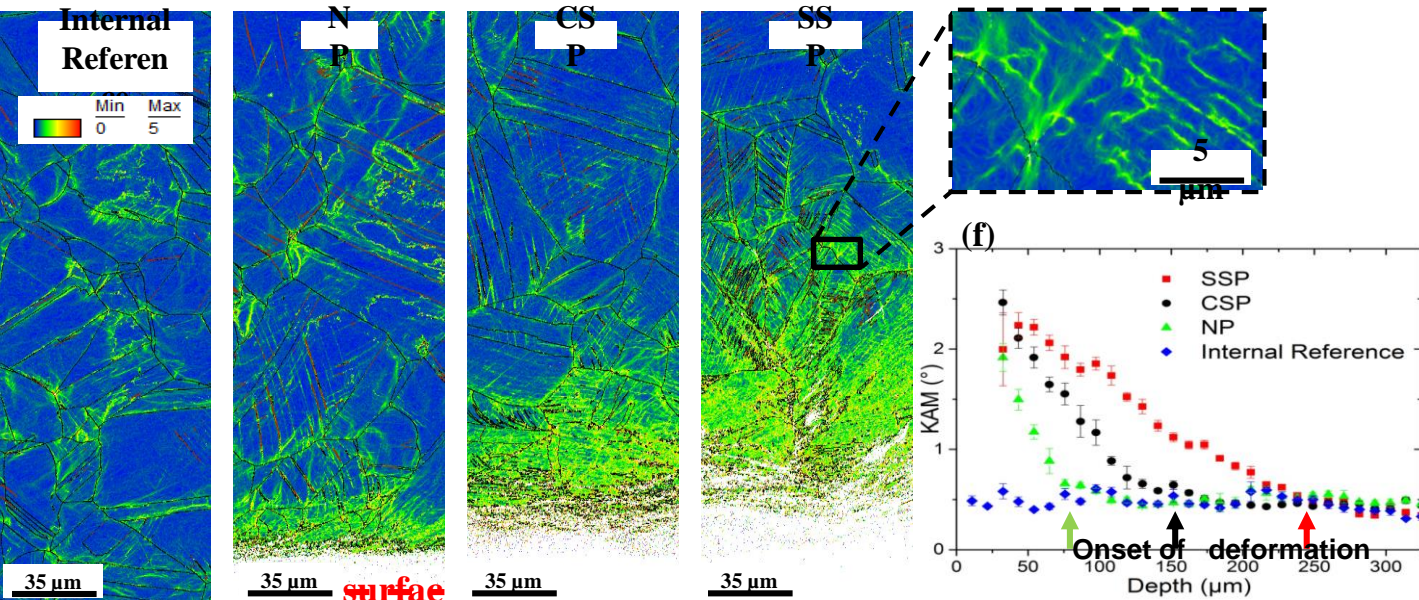 Internal
Referen
Min Max
0 5
35 µm
N
P
35 µm
surfae
CS
P
35 µm
SS
P
35 µm
5
µm
(f)
3
2
1
0
KAM (°)
SSP
CSP
NP
Internal Reference
Onset of deformation
0 50 100 150 200 250 300
Depth (µm)